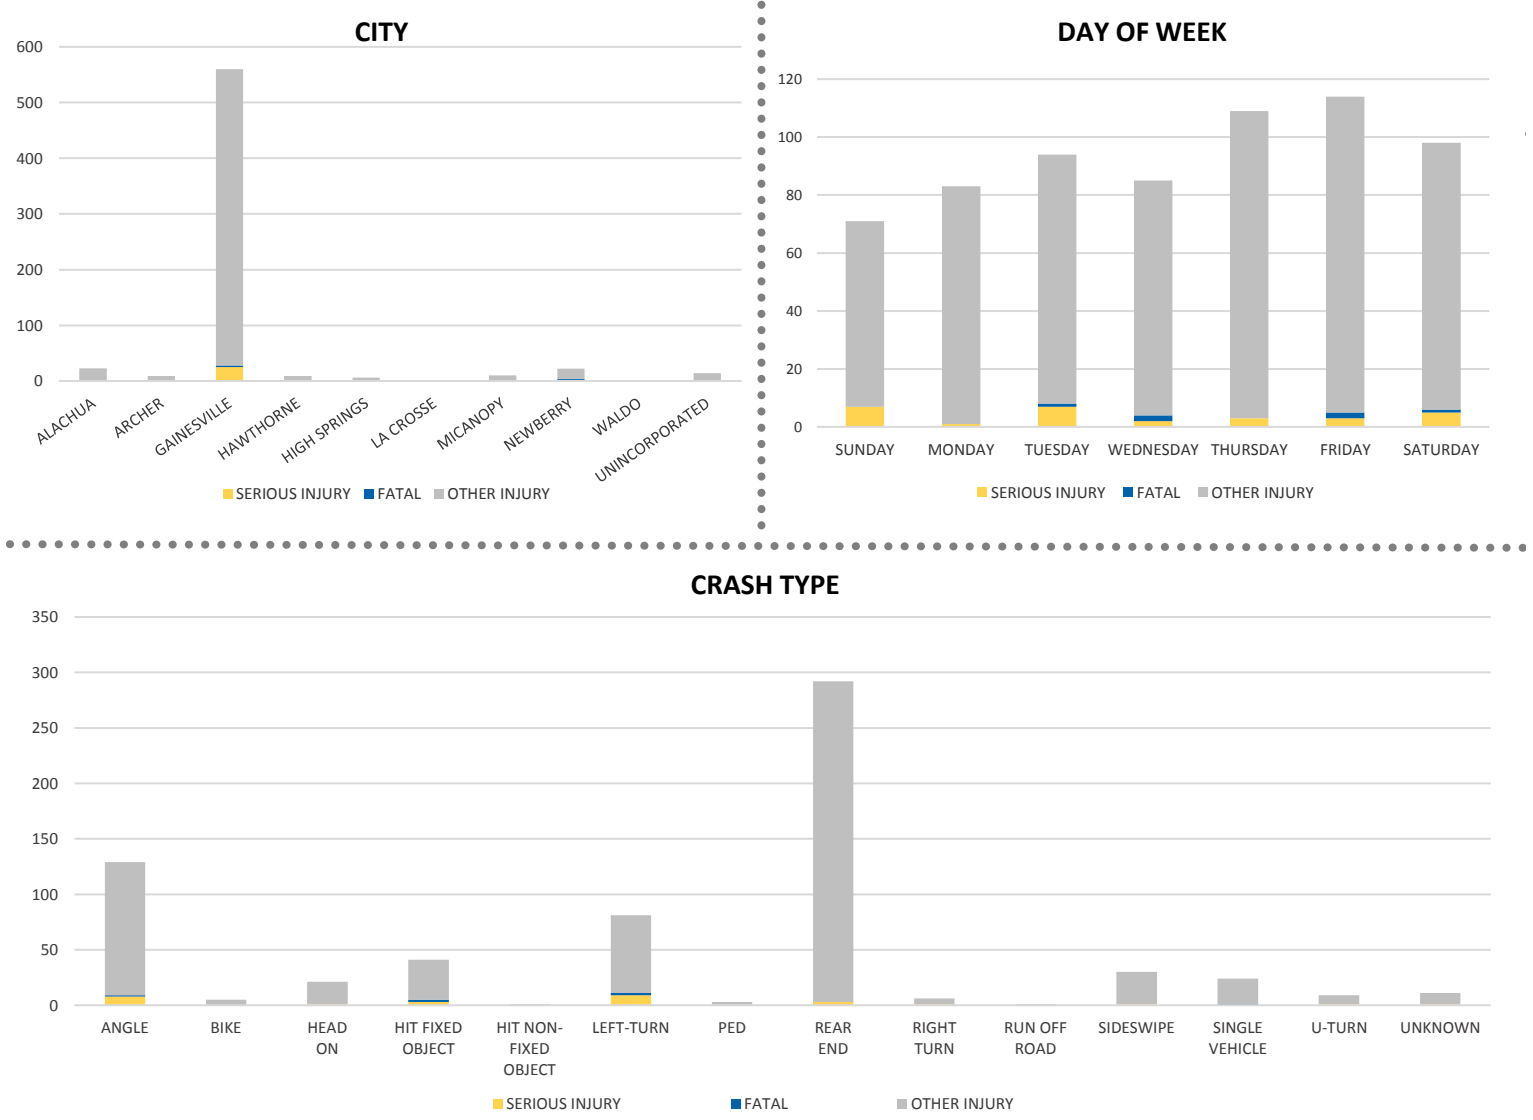 CITY
600
500
400
300
200
100
0
ALACHUA
ARCHER
GAINESVILLE
HAWTHORNE
HIGH SPRINGS
LA CROSSE
MICANOPY
NEWBERRY
WALDO
UNINCORPORATED
SERIOUS INJURY FATAL OTHER INJURY
DAY OF WEEK
120
100
80
60
40
20
0
SUNDAY MONDAY TUESDAY WEDNESDAY THURSDAY FRIDAY SATURDAY
SERIOUS INJURY FATAL OTHER INJURY
CRASH TYPE
350
300
250
200
150
100
50
0
ANGLE
BIKE
HEAD
ON
HIT FIXED
OBJECT
HIT NON-
FIXED
OBJECT
LEFT-TURN
PED
REAR
END
RIGHT
TURN
RUN OFF
ROAD
SIDESWIPE
SINGLE
VEHICLE
U-TURN
UNKNOWN
SERIOUS INJURY FATAL OTHER INJURY